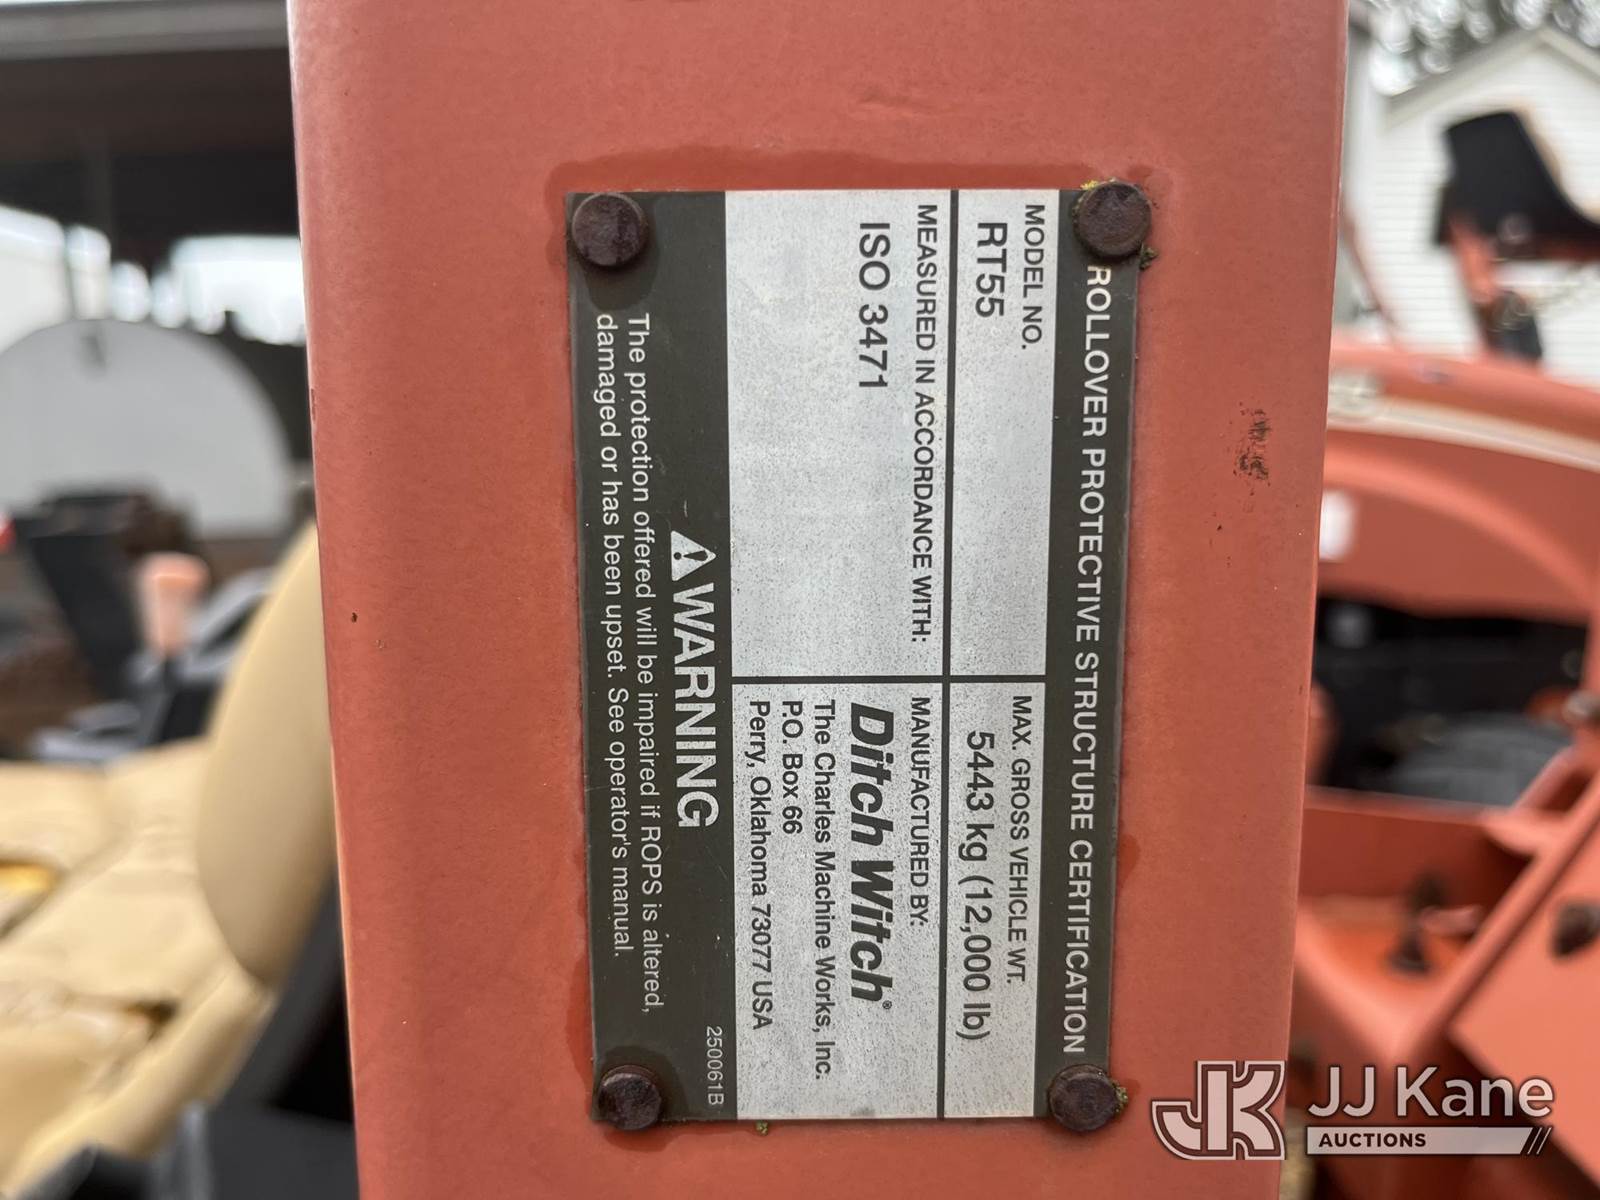 ROLLOVER PROTECTIVE STRUCTURE CERTIFICATION
MODEL NO.
RT55
MAX. GROSS VEHICLE WT.
5443 kg (12,000 lb)
MEASURED IN ACCORDANCE WITH:
ISO 3471
MANUFACTURED BY:
Ditch Witch®
The Charles Machine Works, Inc.
P.O. Box 66
Perry, Oklahoma 73077 USA
⚠WARNING
250061B
The protection offered will be impaired if ROPS is altered,
damaged or has been upset. See operator's manual.
JK JJ Kane
AUCTIONS